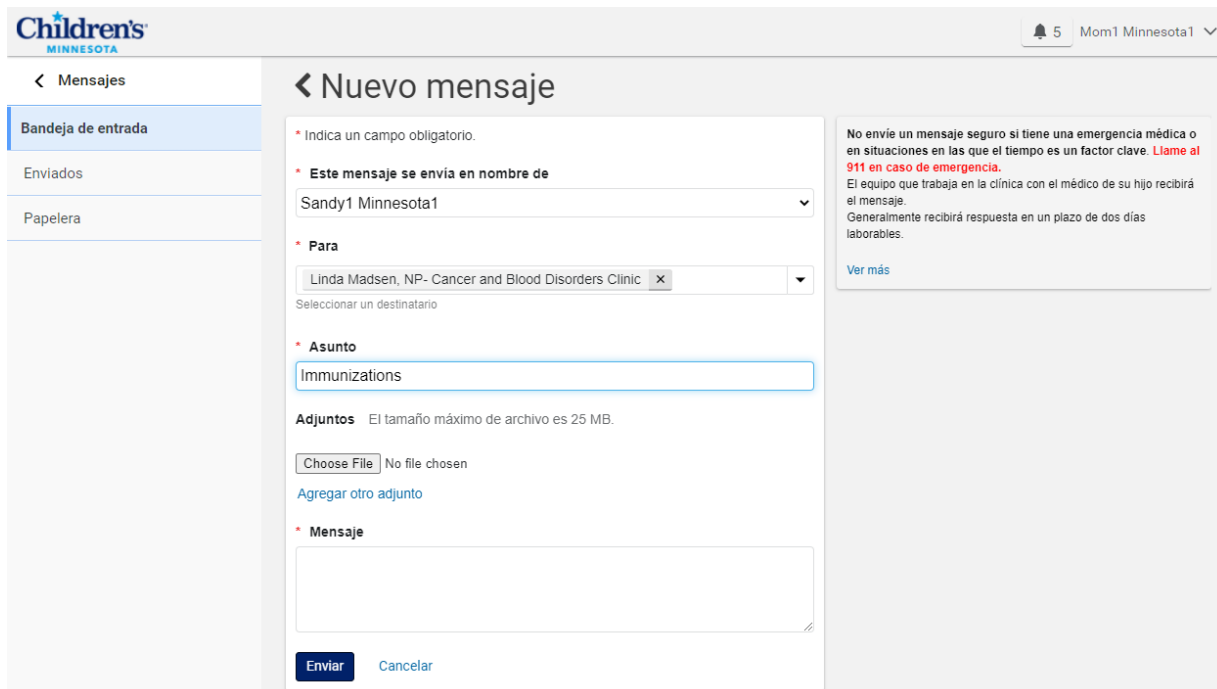 Children's
MINNESOTA
5 Mom1 Minnesota1
Mensajes
Bandeja de entrada
Enviados
Papelera
Nuevo mensaje
* Indica un campo obligatorio.
* Este mensaje se envía en nombre de
Sandy1 Minnesota1
* Para
Linda Madsen, NP- Cancer and Blood Disorders Clinic ×
Seleccionar un destinatario
* Asunto
Immunizations
Adjuntos El tamaño máximo de archivo es 25 MB.
Choose File No file chosen
Agregar otro adjunto
* Mensaje
Enviar Cancelar
No envíe un mensaje seguro si tiene una emergencia médica o
en situaciones en las que el tiempo es un factor clave. Llame al
911 en caso de emergencia.
El equipo que trabaja en la clínica con el médico de su hijo recibirá
el mensaje.
Generalmente recibirá respuesta en un plazo de dos días
laborables.
Ver más